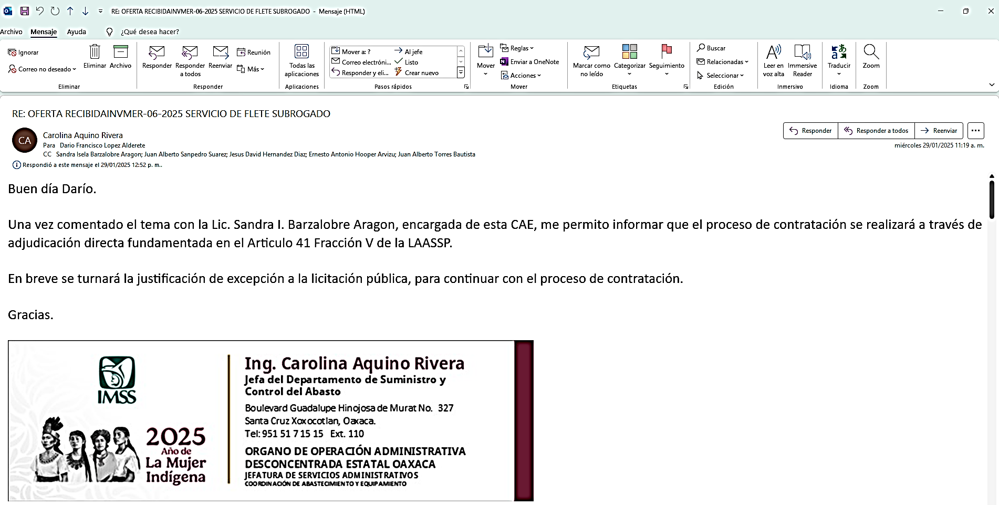 RE: OFERTA RECIBIDAINVMER-06-2025 SERVICIO DE FLETE SUBROGADO - Mensaje (HTML)
Archivo Mensaje Ayuda ¿Qué desea hacer?
Ignorar
Correo no deseado
Eliminar Archivo
Eliminar
Responder Responder a todos Reenviar
Reunión
Más
Responder
Todas las aplicaciones
Aplicaciones
Mover a: ? Al jefe
Correo electróni... Listo
Responder y eli... Crear nuevo
Pasos rápidos
Mover
Reglas
Enviar a OneNote
Acciones
Mover
Marcar como no leído Categorizar Seguimiento
Etiquetas
Buscar
Relacionadas
Seleccionar
Edición
Leer en voz alta Immersive Reader
Inmersivo
Traducir
Idioma
Zoom
Zoom
RE: OFERTA RECIBIDAINVMER-06-2025 SERVICIO DE FLETE SUBROGADO
CA
Carolina Aquino Rivera
Para Dario Francisco Lopez Alderete
CC Sandra Isela Barzalobre Aragon; Juan Alberto Sanpedro Suarez; Jesus David Hernandez Diaz; Ernesto Antonio Hooper Arvizu; Juan Alberto Torres Bautista
Respondió a este mensaje el 29/01/2025 12:52 p. m..
Responder Responder a todos Reenviar
miércoles 29/01/2025 11:19 a. m.
Buen día Darío.
Una vez comentado el tema con la Lic. Sandra I. Barzalobre Aragon, encargada de esta CAE, me permito informar que el proceso de contratación se realizará a través de
adjudicación directa fundamentada en el Articulo 41 Fracción V de la LAASSP.
En breve se turnará la justificación de excepción a la licitación pública, para continuar con el proceso de contratación.
Gracias.
IMSS
2025
Año de
La Mujer
Indígena
Ing. Carolina Aquino Rivera
Jefa del Departamento de Suministro y
Control del Abasto
Boulevard Guadalupe Hinojosa de Murat No. 327
Santa Cruz Xoxocotlan, Oaxaca.
Tel: 951 51 7 15 15 Ext. 110
ORGANO DE OPERACIÓN ADMINISTRATIVA
DESCONCENTRADA ESTATAL OAXACA
JEFATURA DE SERVICIOS ADMINISTRATIVOS
COORDINACIÓN DE ABASTECIMIENTO Y EQUIPAMIENTO